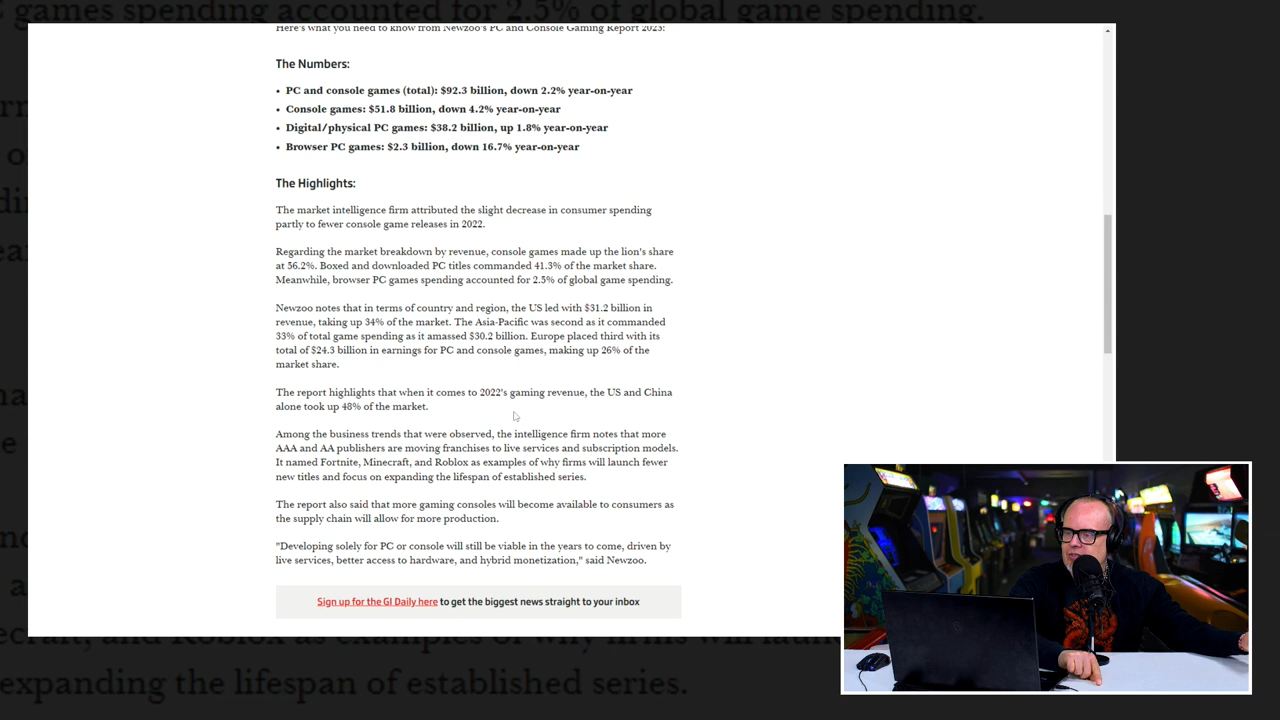 s games spending accounted for 2.5% of global game spending.
Here's what you need to know from Newzoo's PC and Console Gaming Report 2023:
The Numbers:
• PC and console games (total): $92.3 billion, down 2.2% year-on-year
• Console games: $51.8 billion, down 4.2% year-on-year
• Digital/physical PC games: $38.2 billion, up 1.8% year-on-year
• Browser PC games: $2.3 billion, down 16.7% year-on-year
The Highlights:
The market intelligence firm attributed the slight decrease in consumer spending
partly to fewer console game releases in 2022.
Regarding the market breakdown by revenue, console games made up the lion's share
at 56.2%. Boxed and downloaded PC titles commanded 41.3% of the market share.
Meanwhile, browser PC games spending accounted for 2.5% of global game spending.
Newzoo notes that in terms of country and region, the US led with $31.2 billion in
revenue, taking up 34% of the market. The Asia-Pacific was second as it commanded
33% of total game spending as it amassed $30.2 billion. Europe placed third with its
total of $24.3 billion in earnings for PC and console games, making up 26% of the
market share.
The report highlights that when it comes to 2022's gaming revenue, the US and China
alone took up 48% of the market.
Among the business trends that were observed, the intelligence firm notes that more
AAA and AA publishers are moving franchises to live services and subscription models.
It named Fortnite, Minecraft, and Roblox as examples of why firms will launch fewer
new titles and focus on expanding the lifespan of established series.
The report also said that more gaming consoles will become available to consumers as
the supply chain will allow for more production.
"Developing solely for PC or console will still be viable in the years to come, driven by
live services, better access to hardware, and hybrid monetization," said Newzoo.
Sign up for the GI Daily here to get the biggest news straight to your inbox
expanding the lifespan of established series.